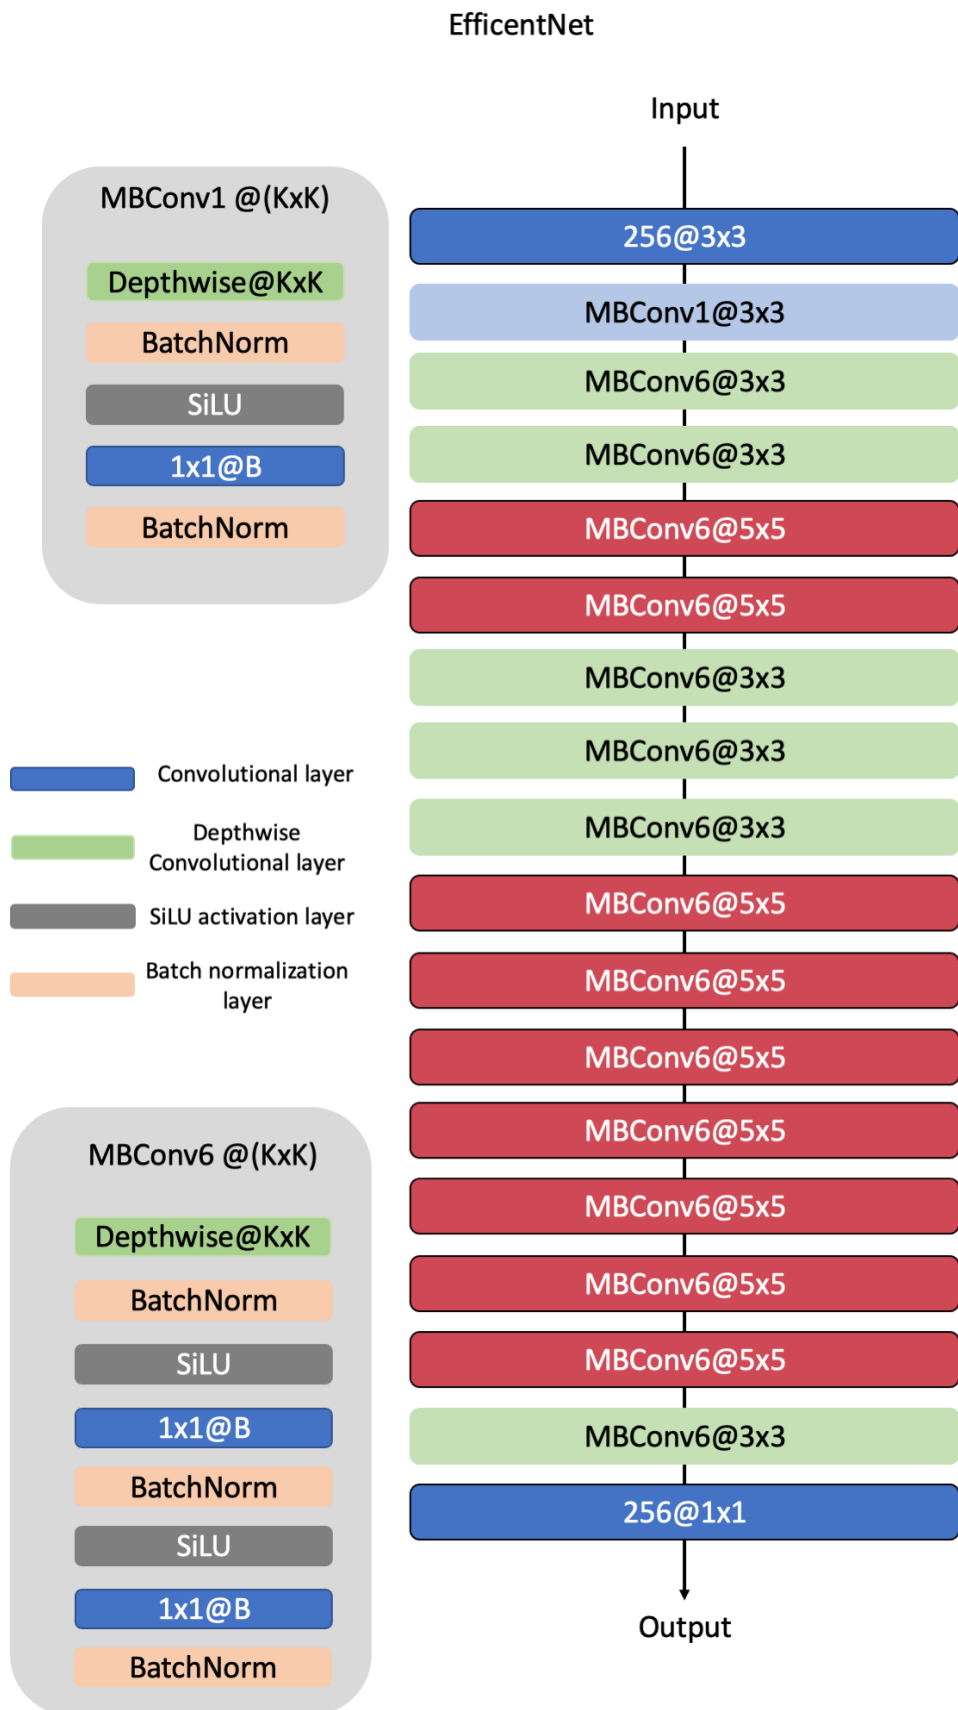 EfficentNet
Input
MBConv1 @(KxK)
Depthwise@KxK
BatchNorm
SiLU
1x1@B
BatchNorm
256@3x3
MBConv1@3x3
MBConv6@3x3
MBConv6@3x3
MBConv6@5x5
MBConv6@5x5
MBConv6@3x3
MBConv6@3x3
MBConv6@3x3
MBConv6@5x5
MBConv6@5x5
MBConv6@5x5
MBConv6@5x5
MBConv6@5x5
MBConv6@5x5
MBConv6@5x5
MBConv6@3x3
256@1x1
Output
Convolutional layer
Depthwise
Convolutional layer
SiLU activation layer
Batch normalization
layer
MBConv6 @(KxK)
Depthwise@KxK
BatchNorm
SiLU
1x1@B
BatchNorm
SiLU
1x1@B
BatchNorm